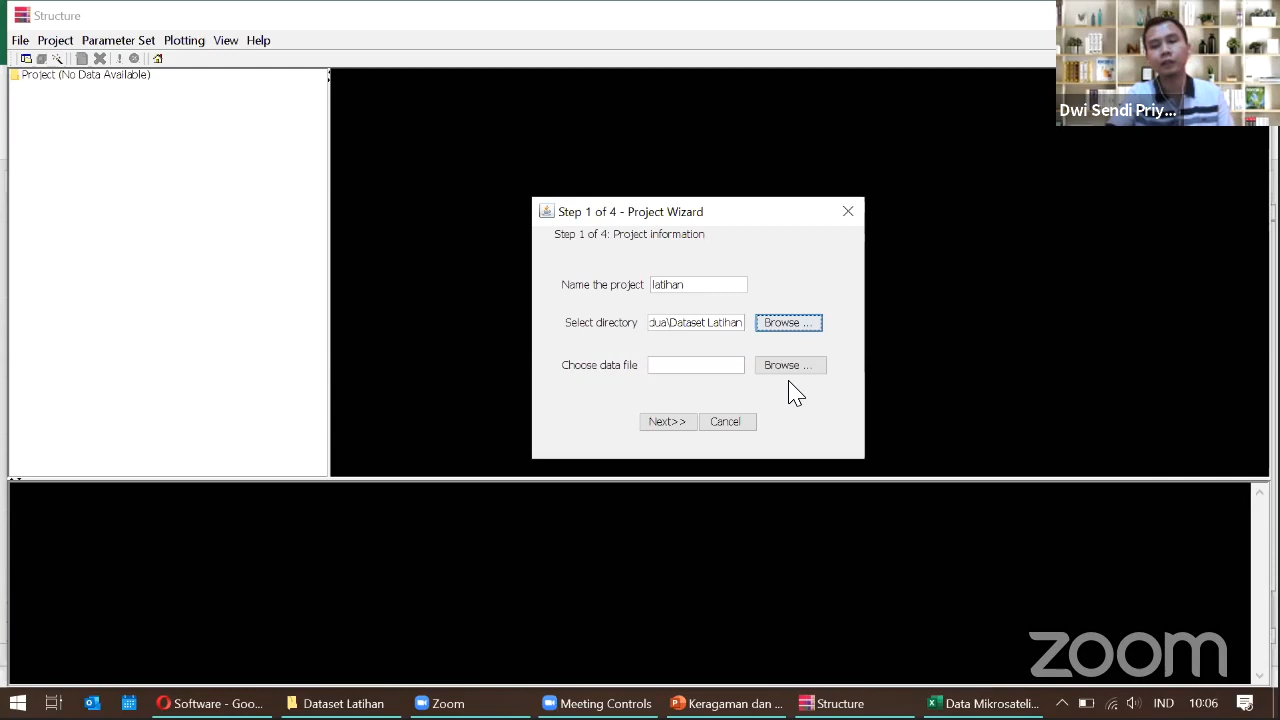 Structure
File Project Parameter Set Plotting View Help
Project (No Data Available)
Dwi Sendi Priy...
Step 1 of 4 - Project Wizard
Step 1 of 4: Project information
Name the project latihan
Select directory dua\Dataset Latihan Browse ...
Choose data file Browse ...
Next>> Cancel
zoom
Software - Goo... Dataset Latihan Zoom Meeting Controls Keragaman dan ... Structure Data Mikrosateli... IND 10:06